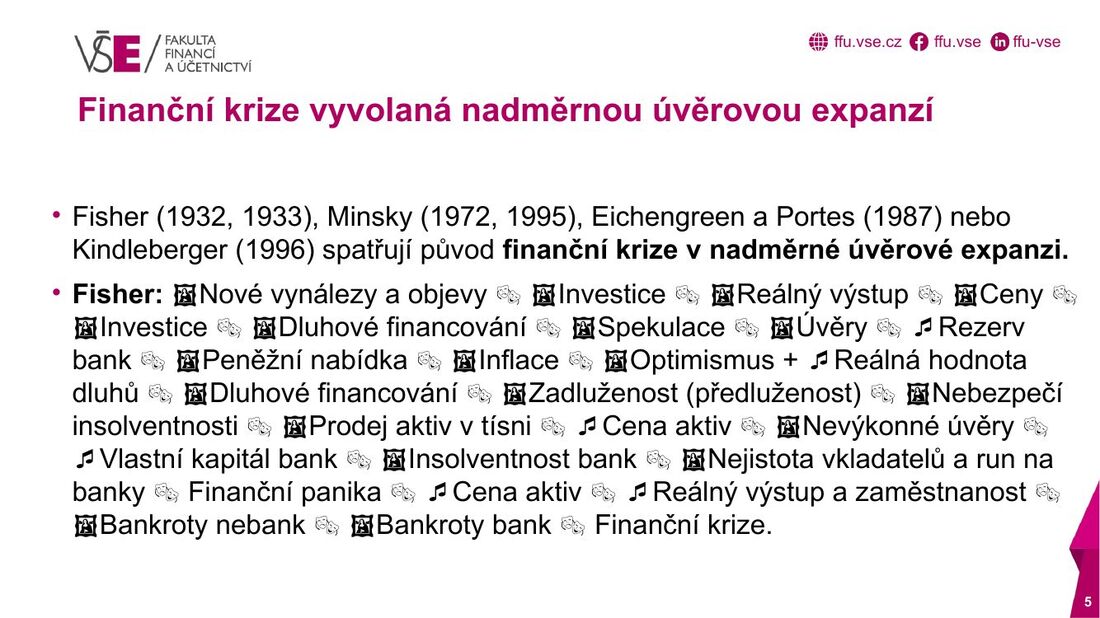 VŠE / FAKULTA
FINANCÍ
A ÚČETNICTVÍ
ffu.vse.cz ffu.vse ffu-vse
Finanční krize vyvolaná nadměrnou úvěrovou expanzí
• Fisher (1932, 1933), Minsky (1972, 1995), Eichengreen a Portes (1987) nebo
Kindleberger (1996) spatřují původ finanční krize v nadměrné úvěrové expanzi.
• Fisher: Nové vynálezy a objevy Investice Reálný výstup Ceny
Investice Dluhové financování Spekulace Úvěry ♬ Rezerv
bank Peněžní nabídka Inflace Optimismus + ♬ Reálná hodnota
dluhů Dluhové financování Zadluženost (předluženost) Nebezpečí
insolventnosti Prodej aktiv v tísni ♬ Cena aktiv Nevýkonné úvěry
♬ Vlastní kapitál bank Insolventnost bank Nejistota vkladatelů a run na
banky Finanční panika ♬ Cena aktiv ♬ Reálný výstup a zaměstnanost
Bankroty nebank Bankroty bank Finanční krize.
5